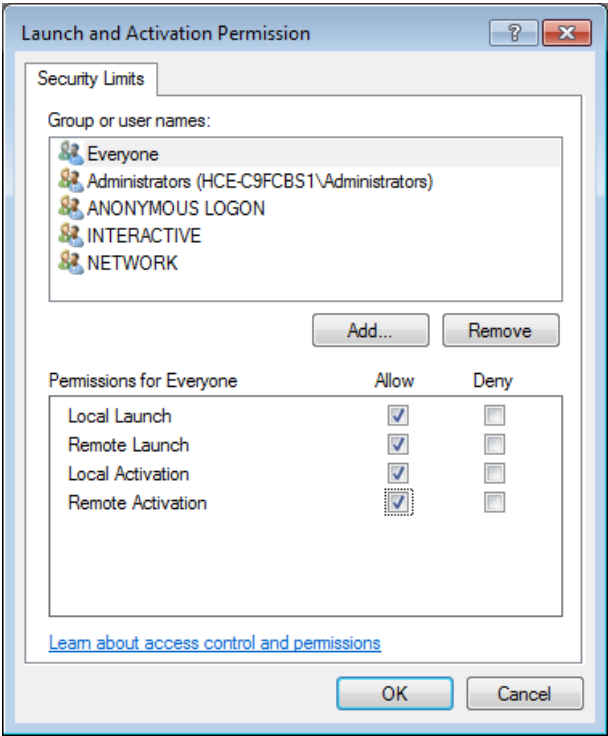 Launch and Activation Permission
Security Limits
Group or user names:
Everyone
Administrators (HCE-C9FCBS1\Administrators)
ANONYMOUS LOGON
INTERACTIVE
NETWORK
Add... Remove
Permissions for Everyone Allow Deny
Local Launch
Remote Launch
Local Activation
Remote Activation
Learn about access control and permissions
OK Cancel